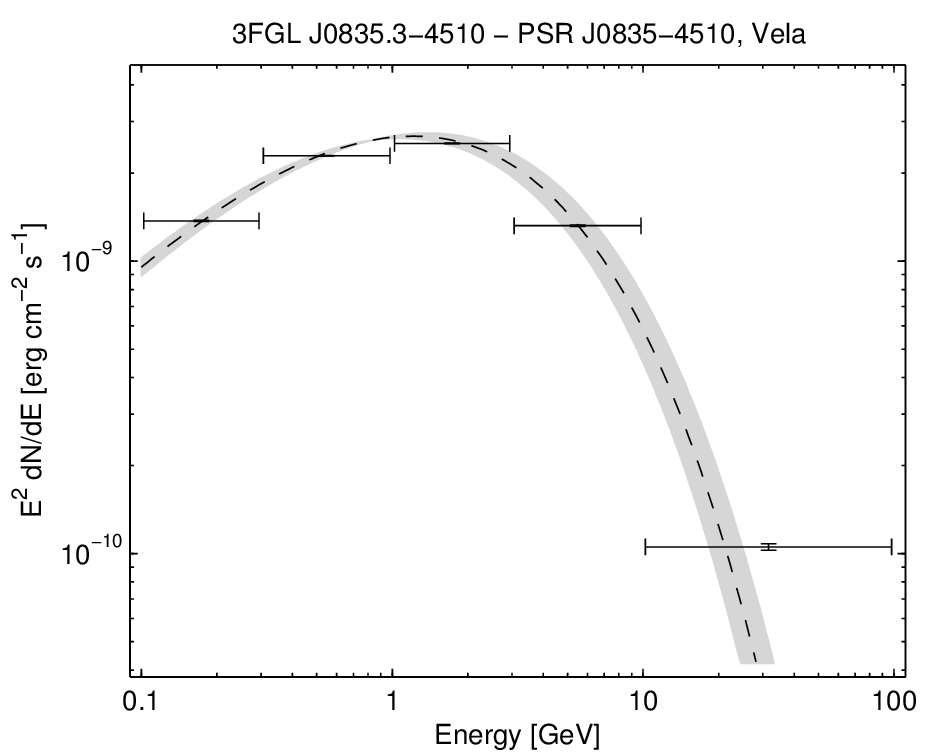 3FGL J0835.3−4510 − PSR J0835−4510, Vela
E² dN/dE [erg cm⁻² s⁻¹]
10⁻⁹
10⁻¹⁰
0.1 1 10 100
Energy [GeV]